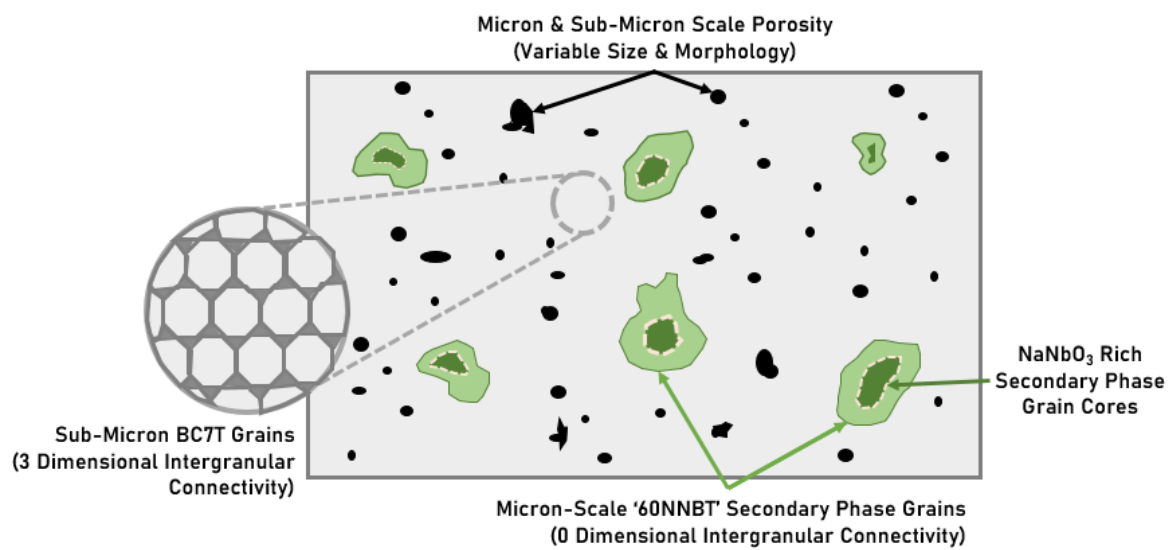 Micron & Sub-Micron Scale Porosity
(Variable Size & Morphology)
NaNbO₃ Rich
Secondary Phase
Grain Cores
Sub-Micron BC7T Grains
(3 Dimensional Intergranular
Connectivity)
Micron-Scale ‘60NNBT’ Secondary Phase Grains
(0 Dimensional Intergranular Connectivity)